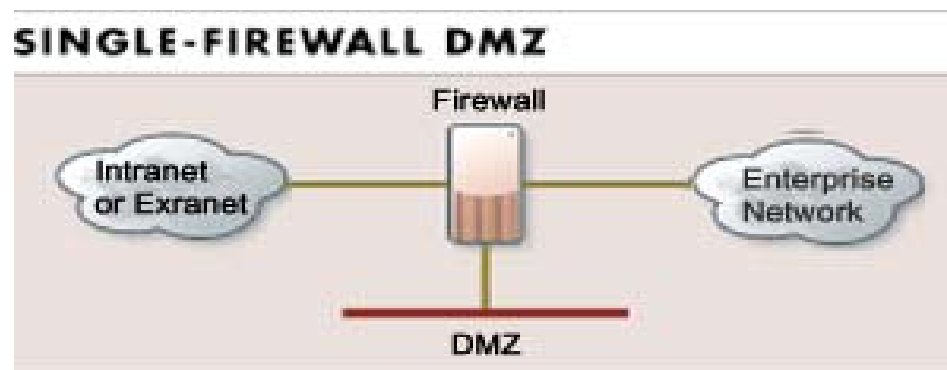 SINGLE-FIREWALL DMZ
Firewall
Intranet
or Exranet
Enterprise
Network
DMZ